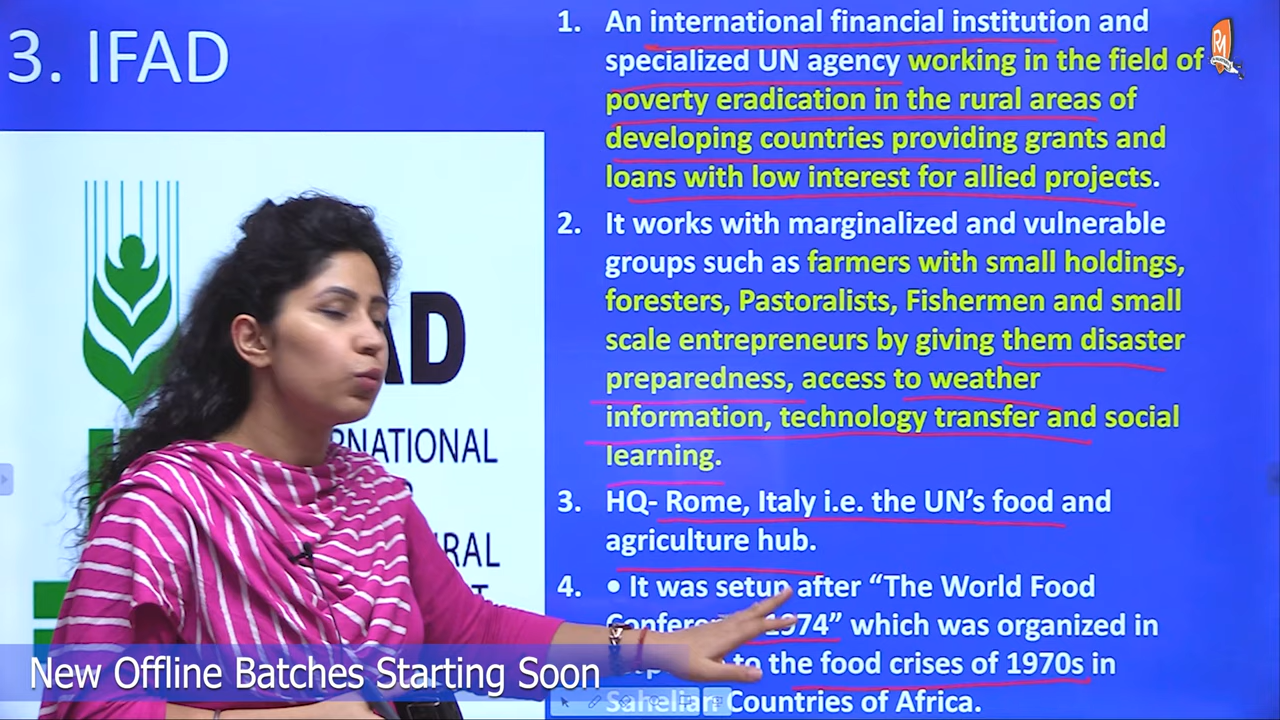 3. IFAD
1. An international financial institution and
specialized UN agency working in the field of
poverty eradication in the rural areas of
developing countries providing grants and
loans with low interest for allied projects.
2. It works with marginalized and vulnerable
groups such as farmers with small holdings,
foresters, Pastoralists, Fishermen and small
scale entrepreneurs by giving them disaster
preparedness, access to weather
information, technology transfer and social
learning.
3. HQ- Rome, Italy i.e. the UN’s food and
agriculture hub.
4. • It was setup after “The World Food
1974” which was organized in
to the food crises of 1970s in
Sahelian Countries of Africa.
AD
RNATIONAL
RAL
New Offline Batches Starting Soon